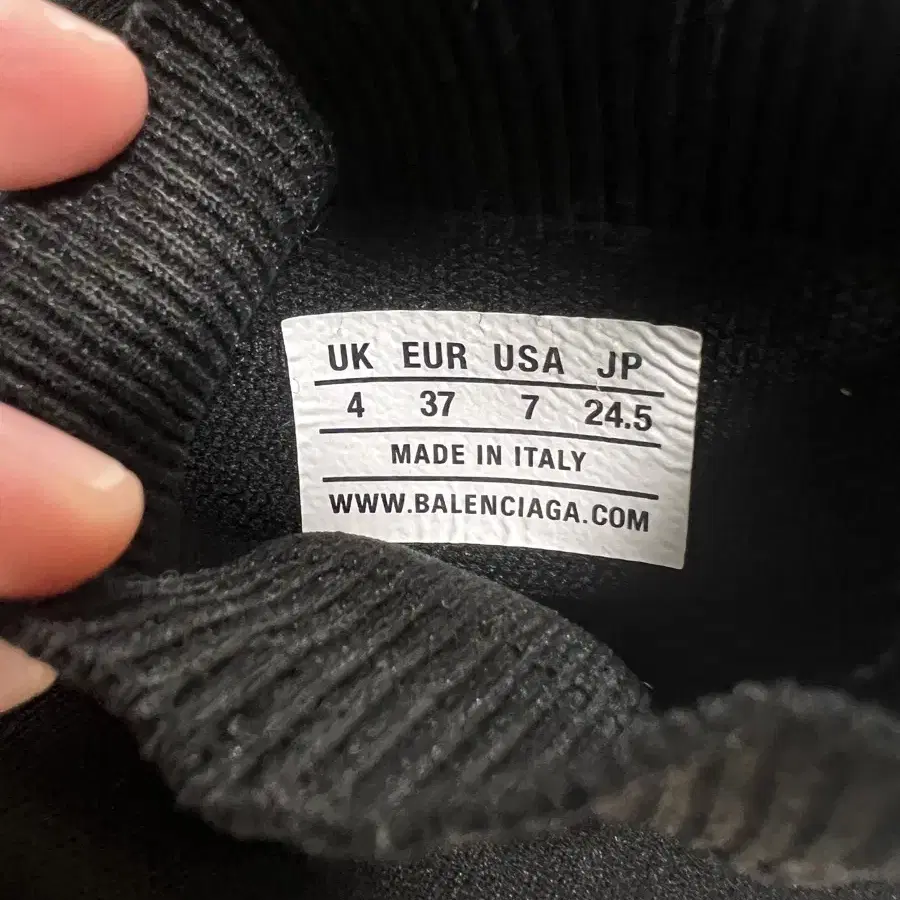 UK EUR USA JP
4 37 7 24.5
MADE IN ITALY
WWW.BALENCIAGA.COM